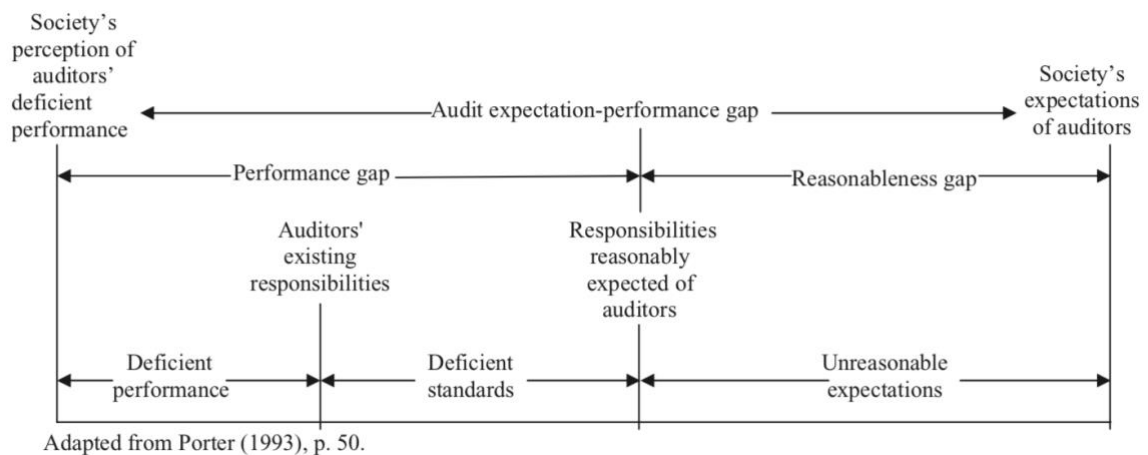 Society’s
perception of
auditors’
deficient
performance
Society’s
expectations
of auditors
Audit expectation-performance gap
Performance gap
Reasonableness gap
Auditors'
existing
responsibilities
Responsibilities
reasonably
expected of
auditors
Deficient
performance
Deficient
standards
Unreasonable
expectations
Adapted from Porter (1993), p. 50.